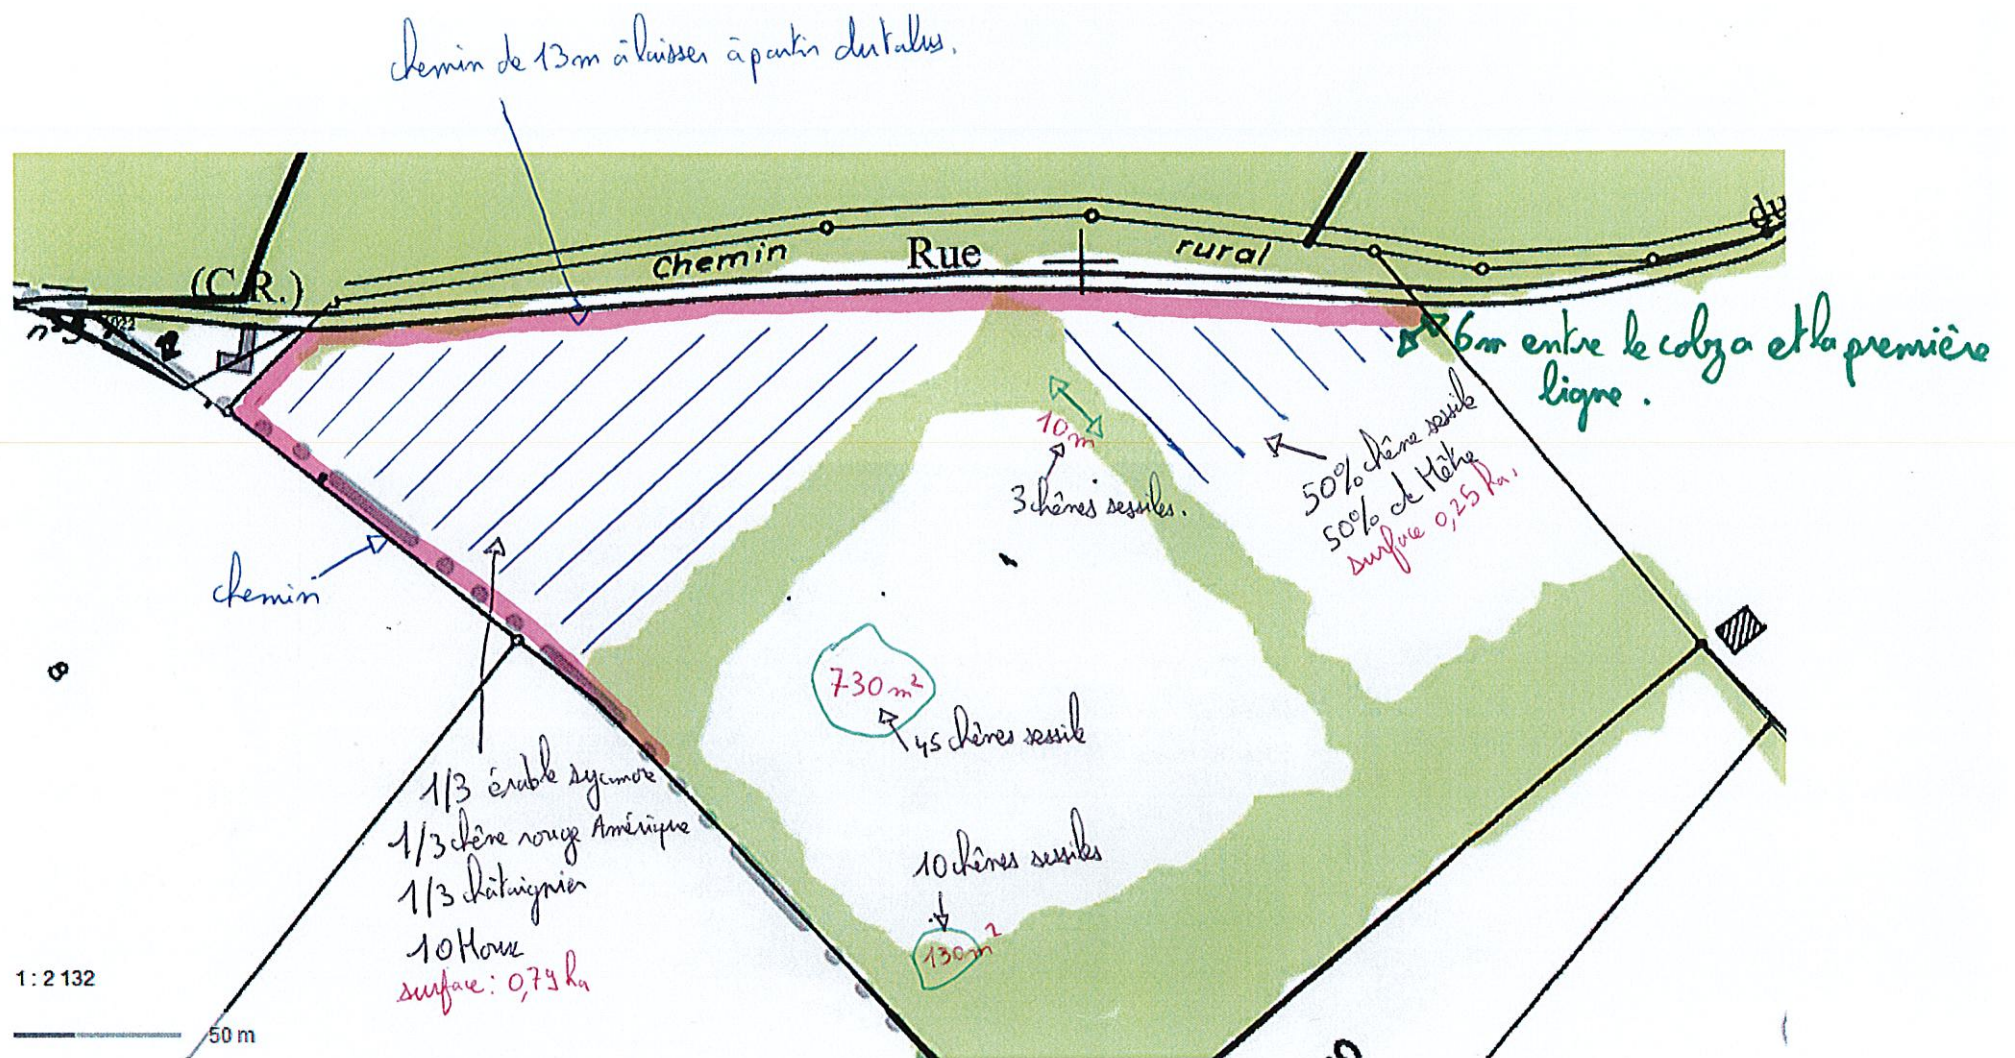 chemin de 13m à laisser à partir du talus.
(C.R.)
chemin
Rue
rural
du
6m entre le colza et la première
ligne.
10m
3 chênes sessiles.
50% chêne sessile
50% de Hêtre
surface 0,25 ha.
chemin
730 m²
45 chênes sessile
1/3 érable sycomore
1/3 chêne rouge Amérique
1/3 châtaignier
10 Houx
surface: 0,79 ha
10 chênes sessiles
130m²
1 : 2 132
50 m